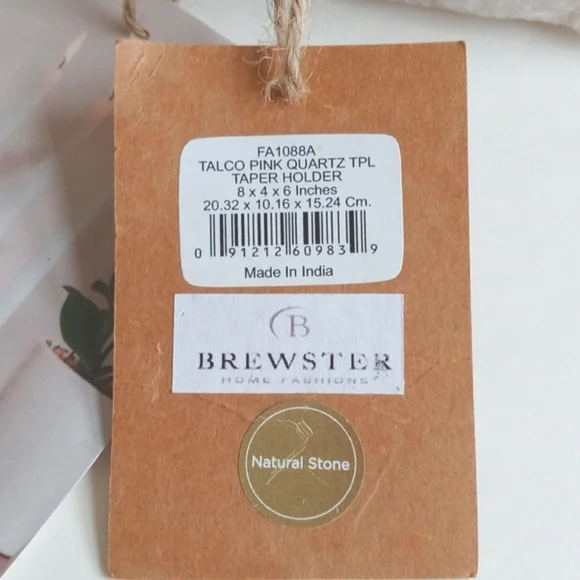 FA1088A
TALCO PINK QUARTZ TPL
TAPER HOLDER
8 x 4 x 6 Inches
20.32 x 10.16 x 15.24 Cm.
0 91212 60983 9
Made In India
B
BREWSTER
HOME FASHIONS
Natural Stone